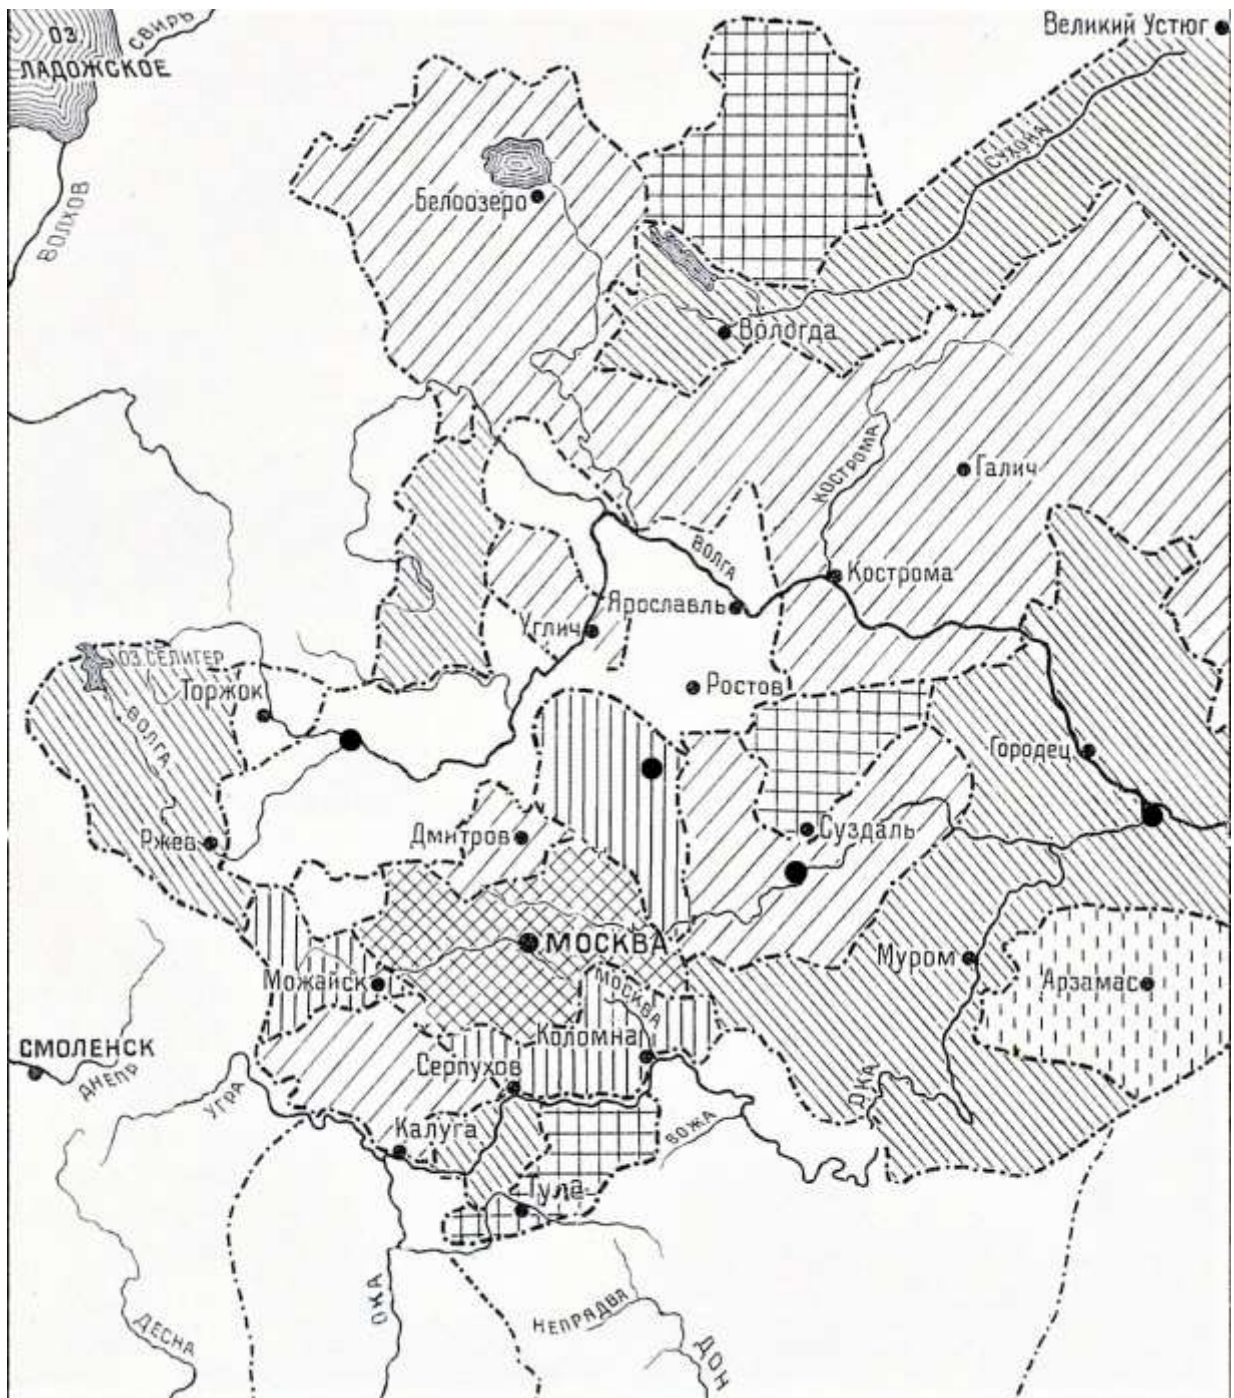 ОЗ
ЛАДОЖСКОЕ
СВИРЬ
Великий Устюг
ВОЛХОВ
СУХОНА
Белоозеро
Вологда
КОСТРОМА
Галич
ВОЛГА
Кострома
Ярославль
Углич
ОЗ. СЕЛИГЕР
Торжок
Ростов
ВОЛГА
Городец
Ржев
Дмитров
Суздаль
МОСКВА
Муром
Можайск
МОСКВА
Арзамас
Коломна
СМОЛЕНСК
ДНЕПР
УГРА
Серпухов
ОКА
Калуга
ВОЖА
Тула
ОКА
НЕПРЯДВА
ДЕСНА
ДОН